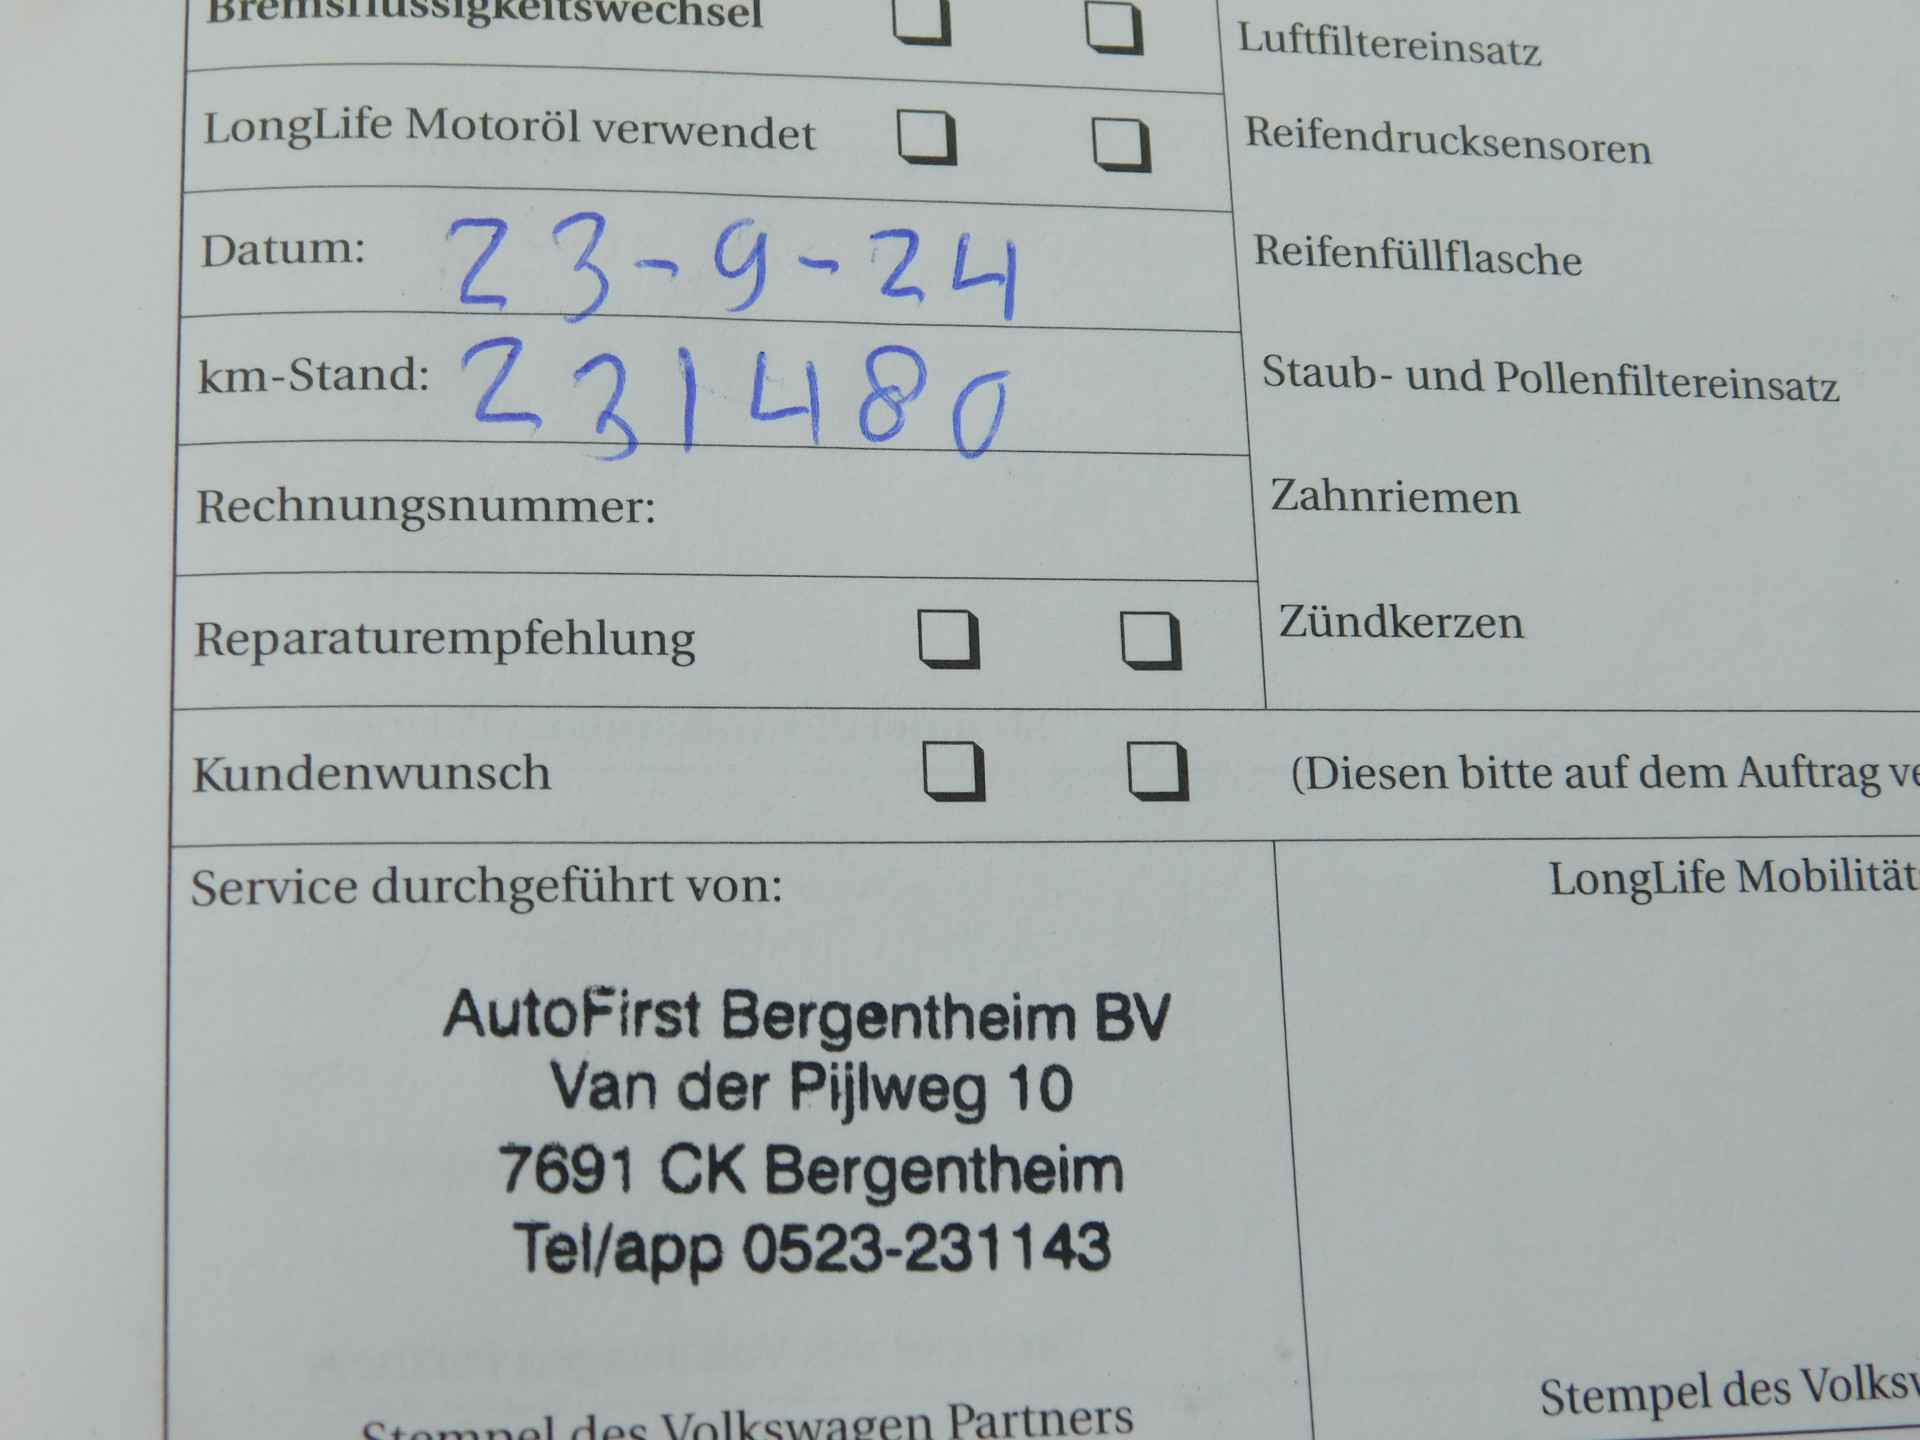 Bremsflüssigkeitswechsel
LongLife Motoröl verwendet
Datum: 23-9-24
km-Stand: 231480
Rechnungsnummer:
Reparaturempfehlung
Luftfiltereinsatz
Reifendrucksensoren
Reifenfüllflasche
Staub- und Pollenfiltereinsatz
Zahnriemen
Zündkerzen
Kundenwunsch (Diesen bitte auf dem Auftrag
Service durchgeführt von:
AutoFirst Bergentheim BV
Van der Pijlweg 10
7691 CK Bergentheim
Tel/app 0523-231143
Stempel des Volkswagen Partners
LongLife Mobilität
Stempel des